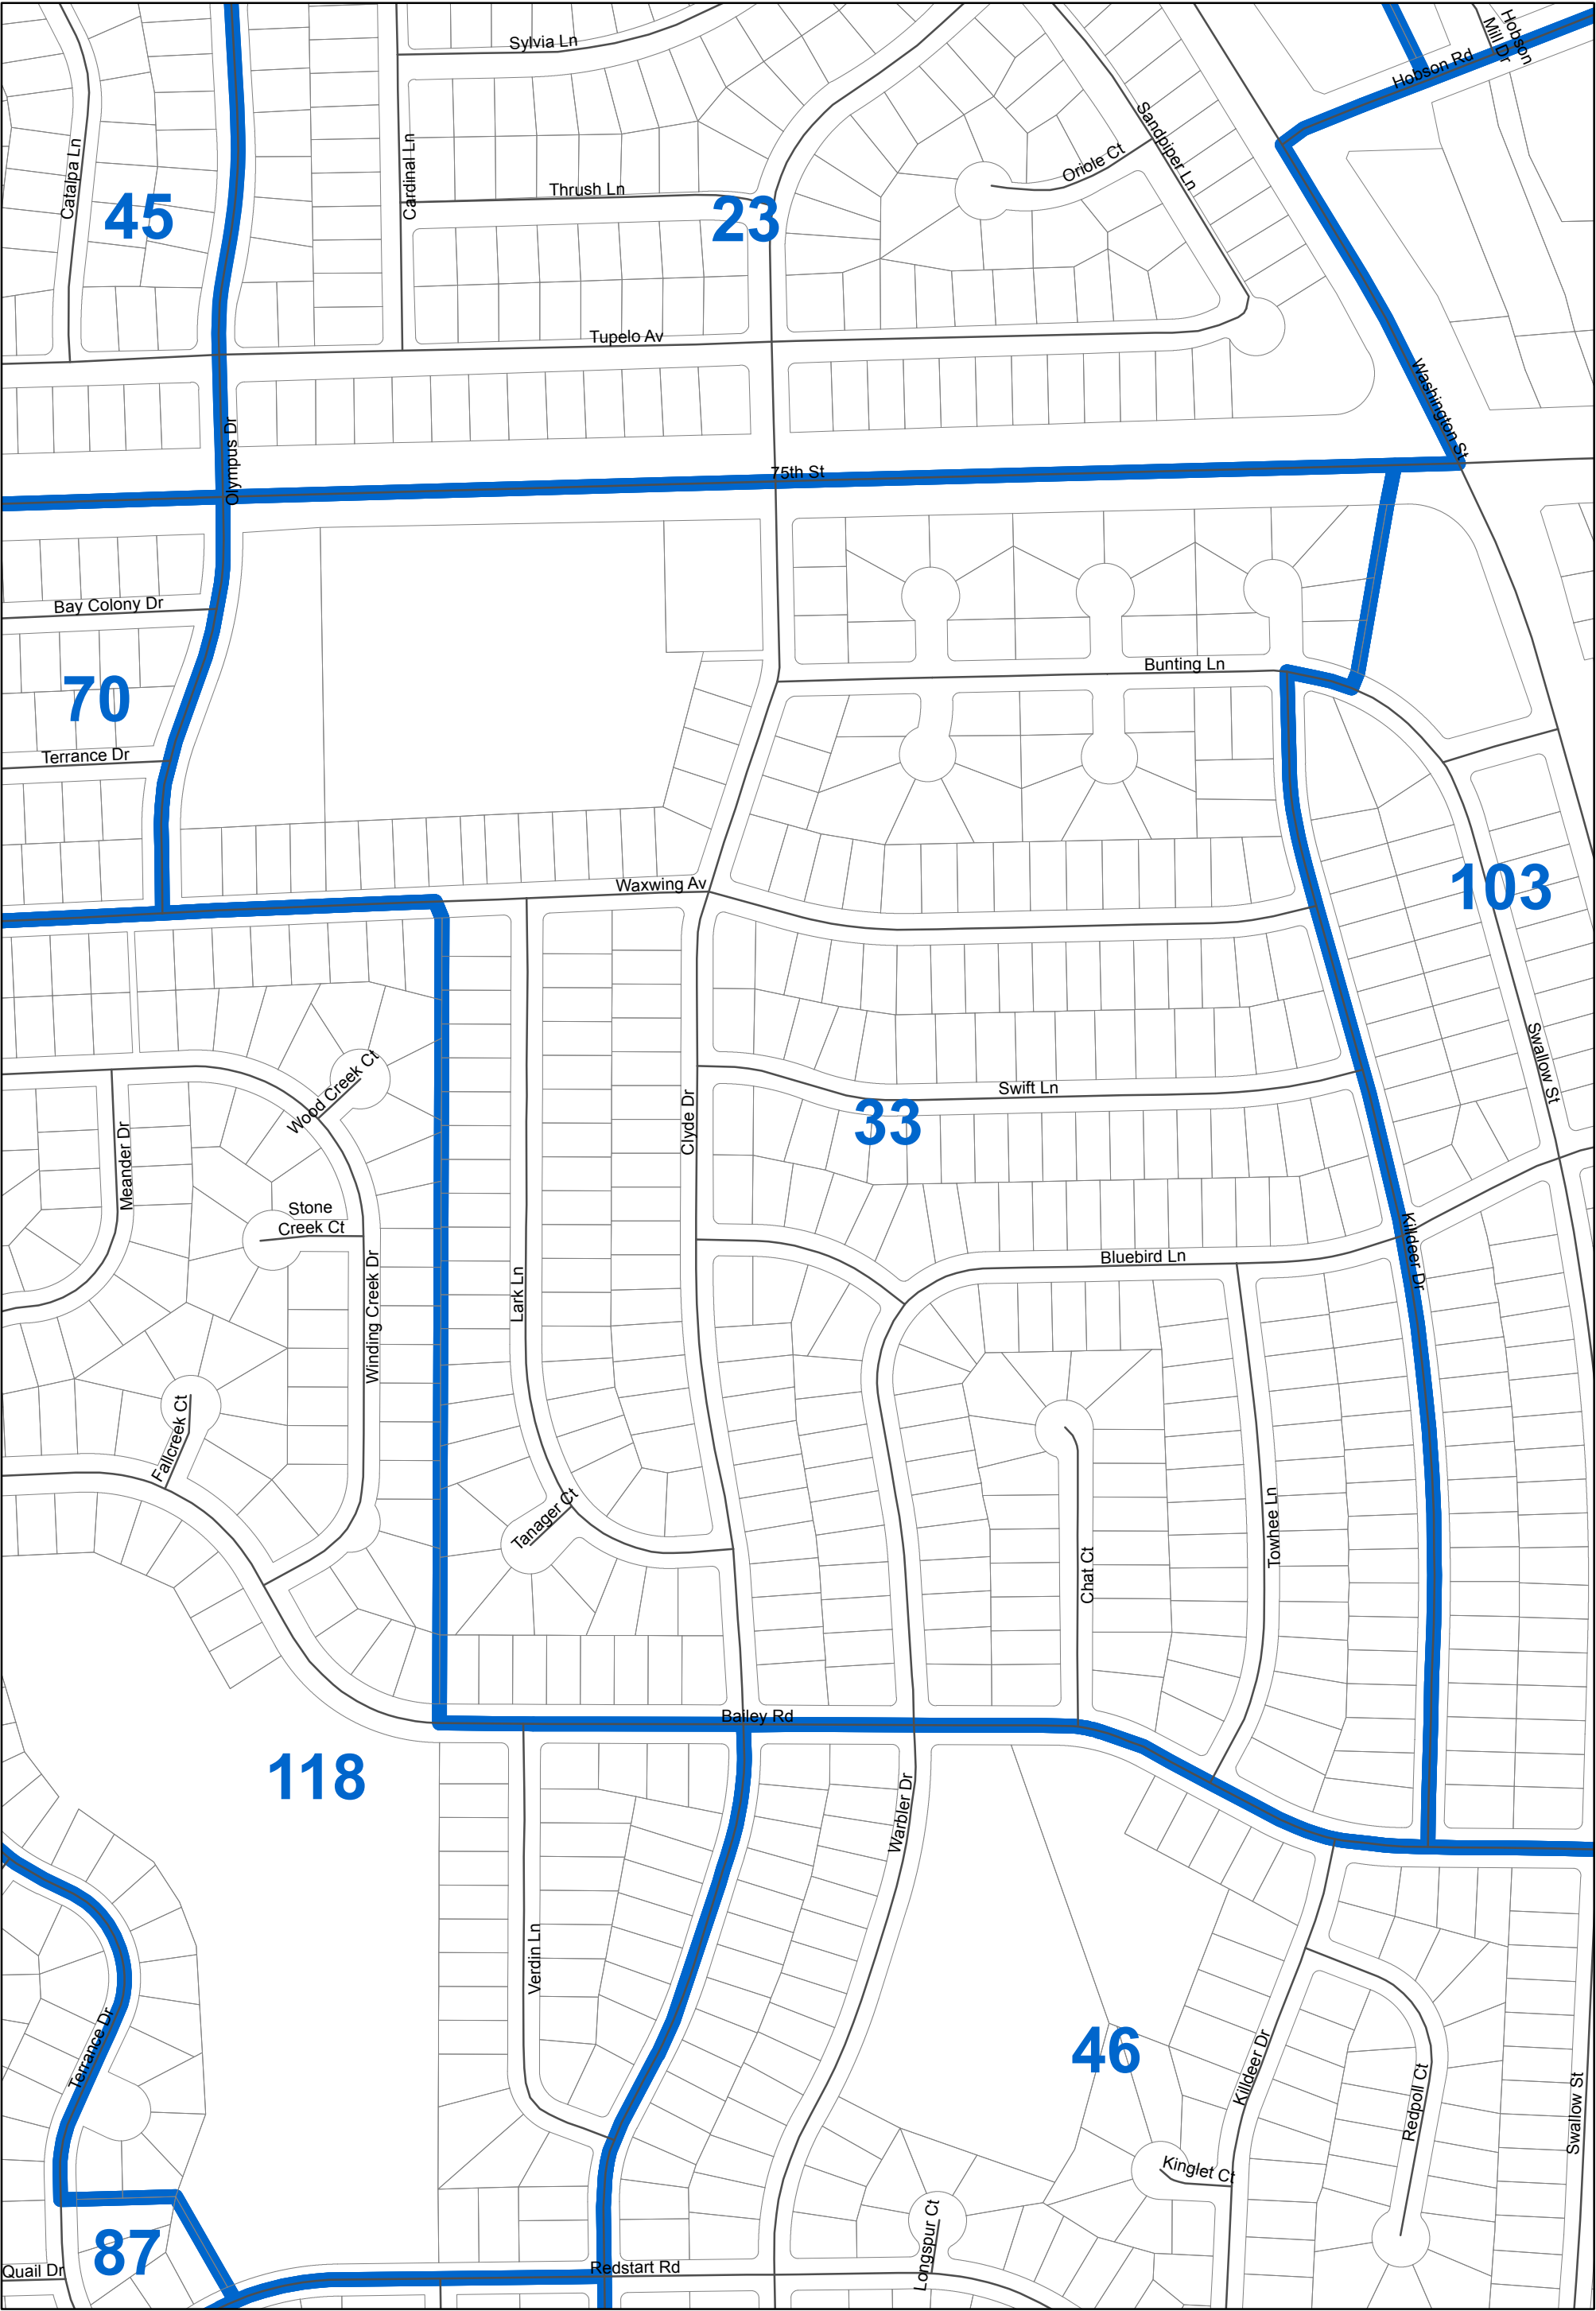 Sylvia Ln
Hobson
Mill Dr
Hobson Rd
Catalpa Ln
45
Cardinal Ln
Thrush Ln
23
Oriole Ct
Sandpiper Ln
Tupelo Av
Washington St
Olympus Dr
75th St
Bay Colony Dr
70
Terrance Dr
Bunting Ln
Waxwing Av
103
Wood Creek Ct
Meander Dr
Stone
Creek Ct
Winding Creek Dr
Lark Ln
Clyde Dr
Swift Ln
33
Swallow St
Bluebird Ln
Killdeer Dr
Fallcreek Ct
Tanager Ct
Chat Ct
Towhee Ln
Bailey Rd
118
Warbler Dr
Verdin Ln
Terrance Dr
46
Killdeer Dr
Redpoll Ct
Swallow St
Kinglet Ct
Longspur Ct
87
Quail Dr
Redstart Rd